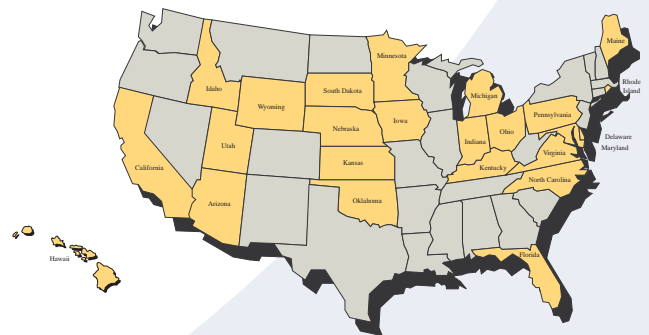 Maine
Minnesota
Rhode
Island
Idaho
South Dakota
Michigan
Wyoming
Pennsylvania
Iowa
Nebraska
Delaware
Ohio
Indiana
Utah
Maryland
Virginia
Kansas
California
Kentucky
North Carolina
Oklahoma
Arizona
Florida
Hawaii